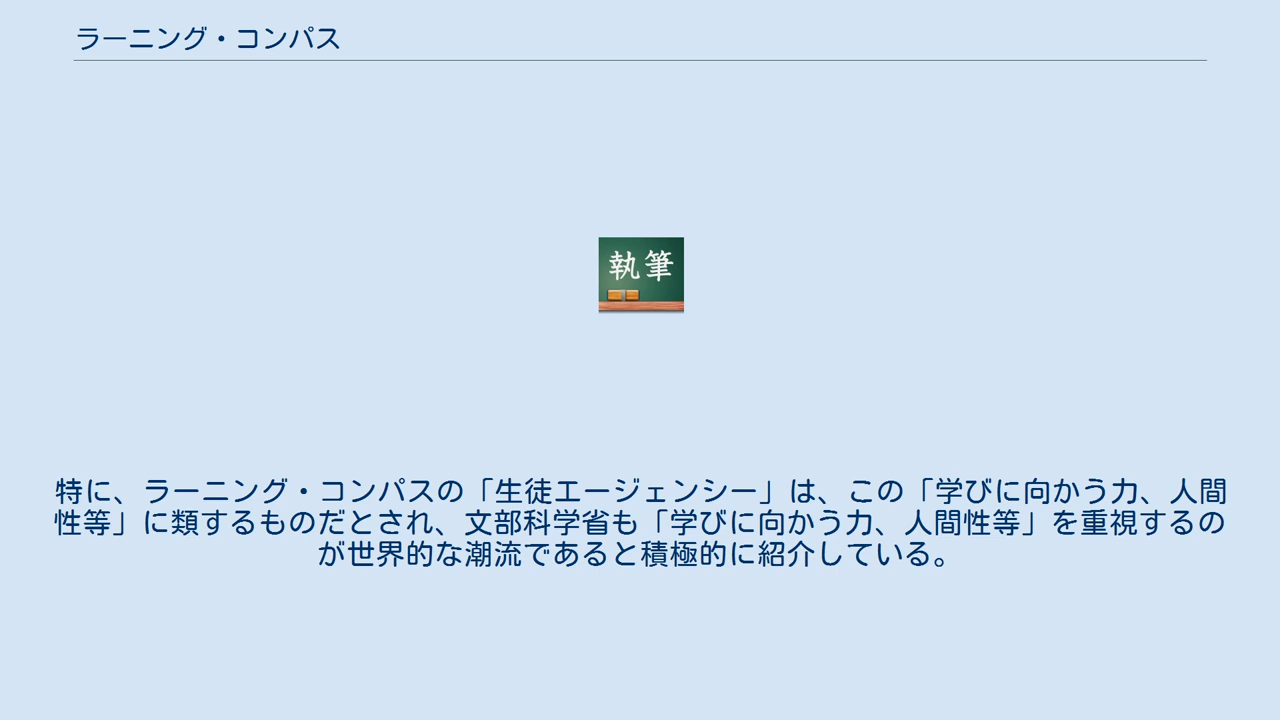 ラーニング・コンパス
執筆
特に、ラーニング・コンパスの「生徒エージェンシー」は、この「学びに向かう力、人間
性等」に類するものだとされ、文部科学省も「学びに向かう力、人間性等」を重視するの
が世界的な潮流であると積極的に紹介している。